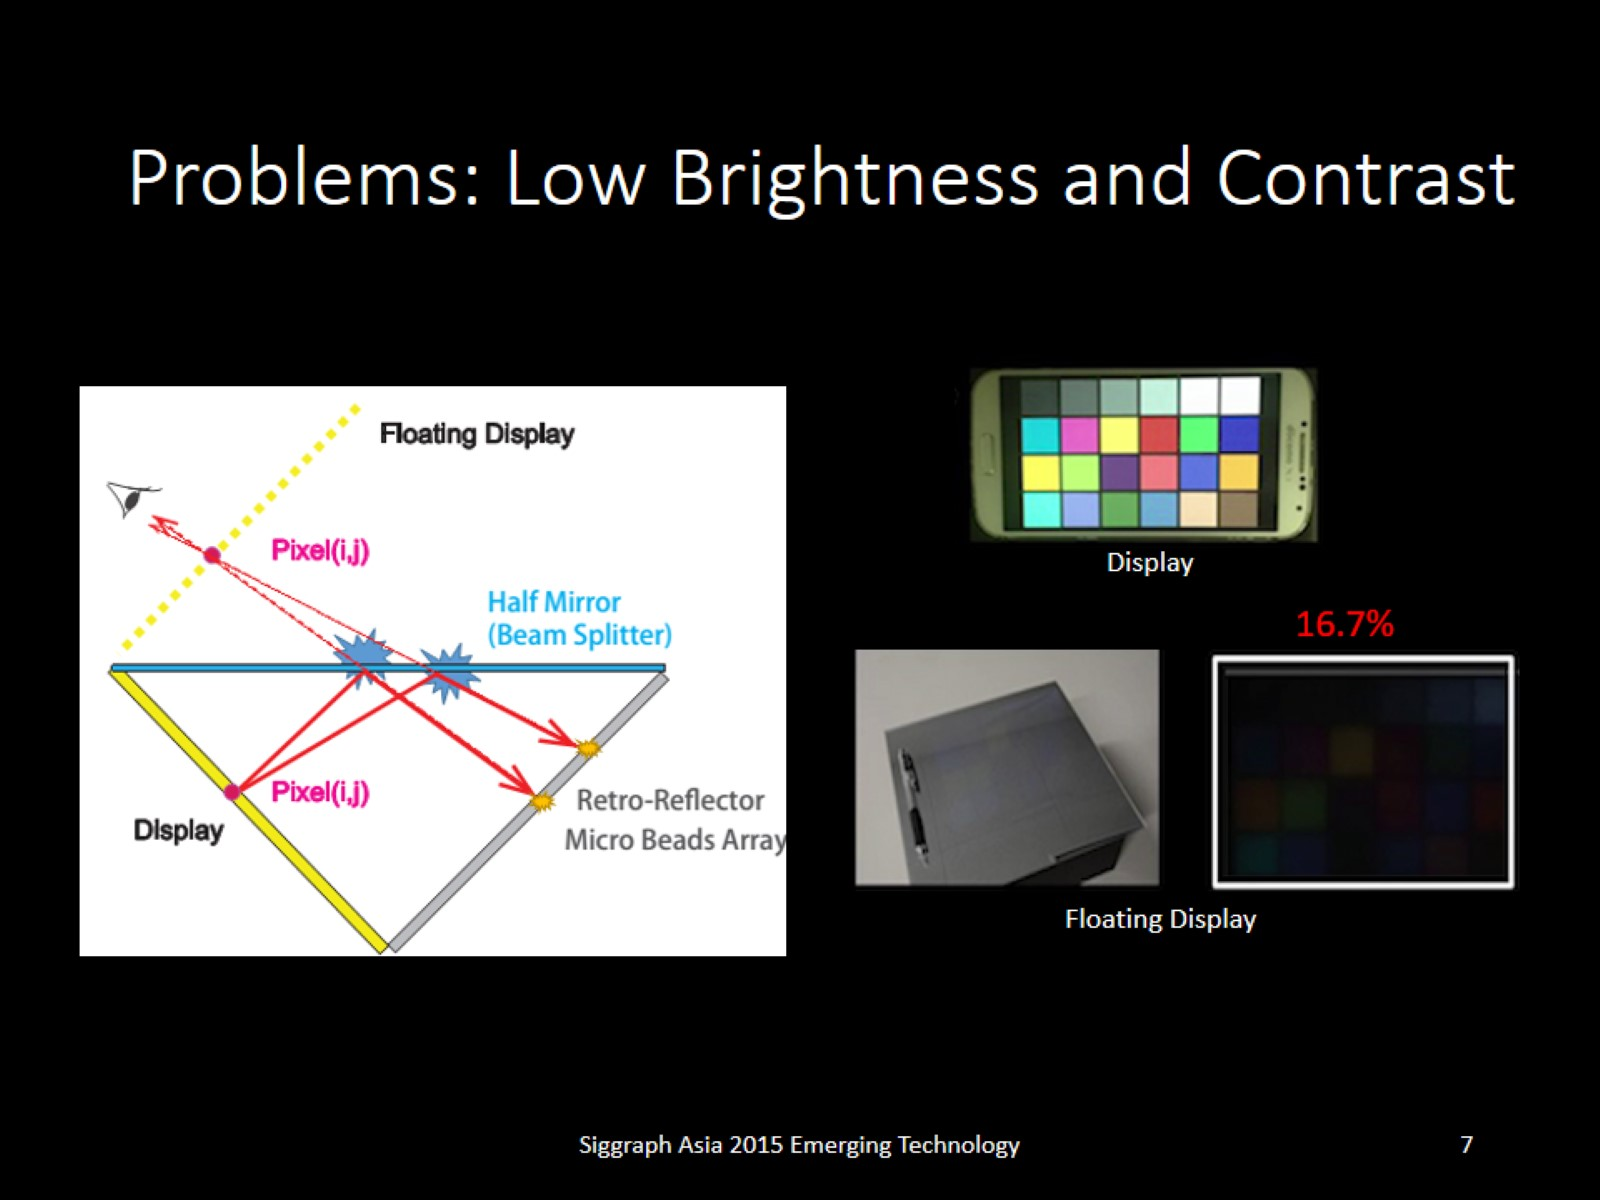 Problems: Low Brightness and Contrast
Floating Display
Pixel(i,j)
Half Mirror
(Beam Splitter)
Pixel(i,j)
Display
Retro-Reflector
Micro Beads Array
Display
16.7%
Floating Display
Siggraph Asia 2015 Emerging Technology
7